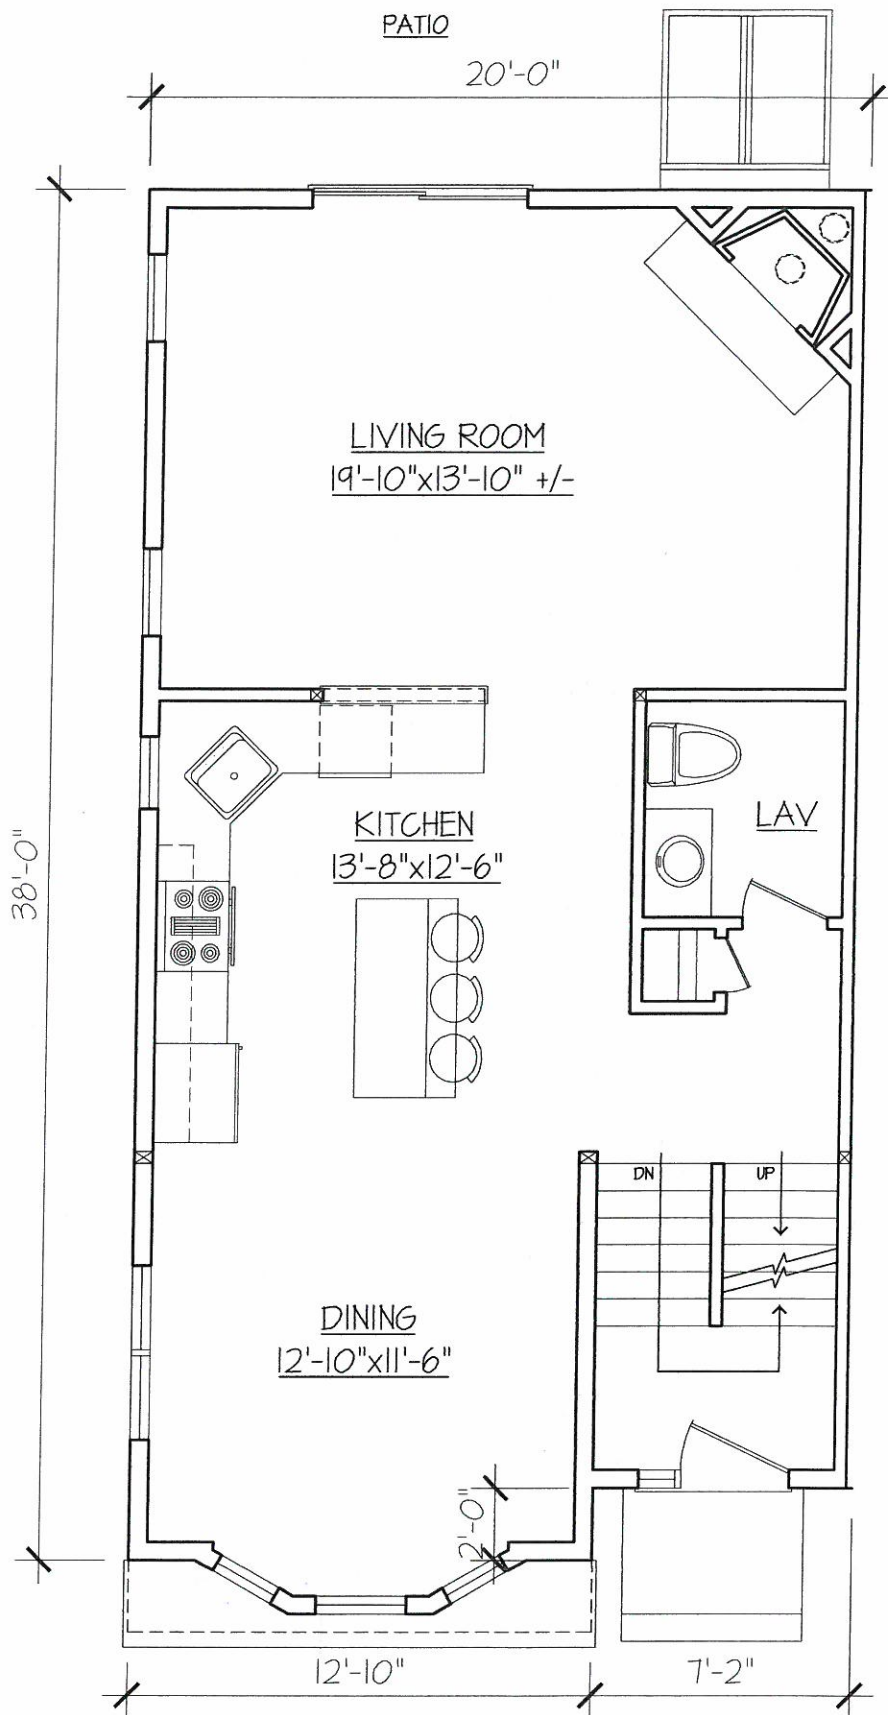 PATIO
20'-0"
LIVING ROOM
19'-10"x13'-10" +/-
38'-0"
KITCHEN
13'-8"x12'-6"
LAV
DN
UP
DINING
12'-10"x11'-6"
2'-0"
12'-10"
7'-2"